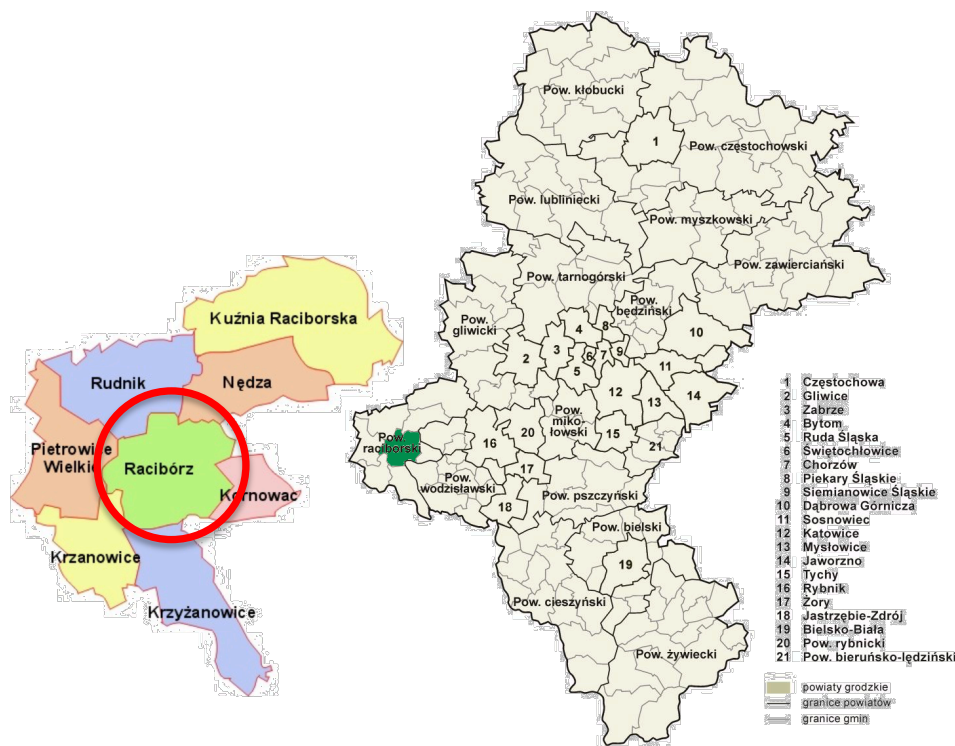 Kuźnia Raciborska
Rudnik
Nędza
Pietrowice
Wielkie
Racibórz
Kornowac
Krzanowice
Krzyżanowice
Pow. kłobucki
1
Pow. częstochowski
Pow. lubliniecki
Pow. myszkowski
Pow. tarnogórski
Pow. zawierciański
Pow.
będziński
Pow.
gliwicki
4
8
10
2
3
6
7
9
5
11
12
13
14
Pow.
raciborski
16
20
Pow.
miko-
łowski
15
21
Pow.
wodzisławski
17
18
Pow. pszczyński
Pow. bielski
19
Pow. cieszyński
Pow. żywiecki
1 Częstochowa
2 Gliwice
3 Zabrze
4 Bytom
5 Ruda Śląska
6 Świętochłowice
7 Chorzów
8 Piekary Śląskie
9 Siemianowice Śląskie
10 Dąbrowa Górnicza
11 Sosnowiec
12 Katowice
13 Mysłowice
14 Jaworzno
15 Tychy
16 Rybnik
17 Żory
18 Jastrzębie-Zdrój
19 Bielsko-Biała
20 Pow. rybnicki
21 Pow. bieruńsko-lędziński
powiaty grodzkie
granice powiatów
granice gmin